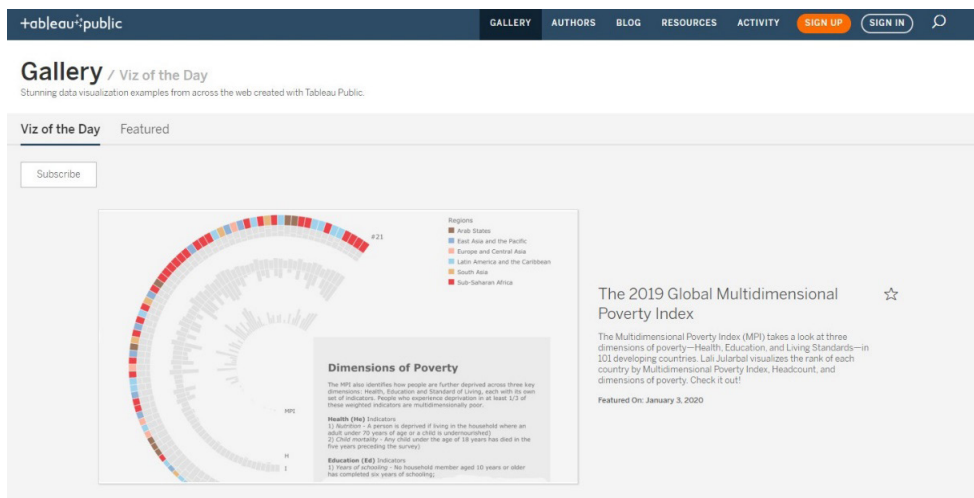 +ableau public
GALLERY AUTHORS BLOG RESOURCES ACTIVITY SIGN UP SIGN IN
Gallery / Viz of the Day
Stunning data visualization examples from across the web created with Tableau Public.
Viz of the Day Featured
Subscribe
#21
Regions
Arab States
East Asia and the Pacific
Europe and Central Asia
Latin America and the Caribbean
South Asia
Sub-Saharan Africa
MPI
H
I
Dimensions of Poverty
The MPI also identifies how people are further deprived across three key
dimensions: Health, Education and Standard of Living, each with its own
set of indicators. People who experience deprivation in at least 1/3 of
these weighted indicators are multidimensionally poor.
Health (He) Indicators
1) Nutrition - A person is deprived if living in the household where an
adult under 70 years of age or a child is undernourished)
2) Child mortality - Any child under the age of 18 years has died in the
five years preceding the survey)
Education (Ed) Indicators
1) Years of schooling - No household member aged 10 years or older
has completed six years of schooling;
The 2019 Global Multidimensional
Poverty Index
The Multidimensional Poverty Index (MPI) takes a look at three
dimensions of poverty—Health, Education, and Living Standards—in
101 developing countries. Lali Jularbal visualizes the rank of each
country by Multidimensional Poverty Index, Headcount, and
dimensions of poverty. Check it out!
Featured On: January 3, 2020